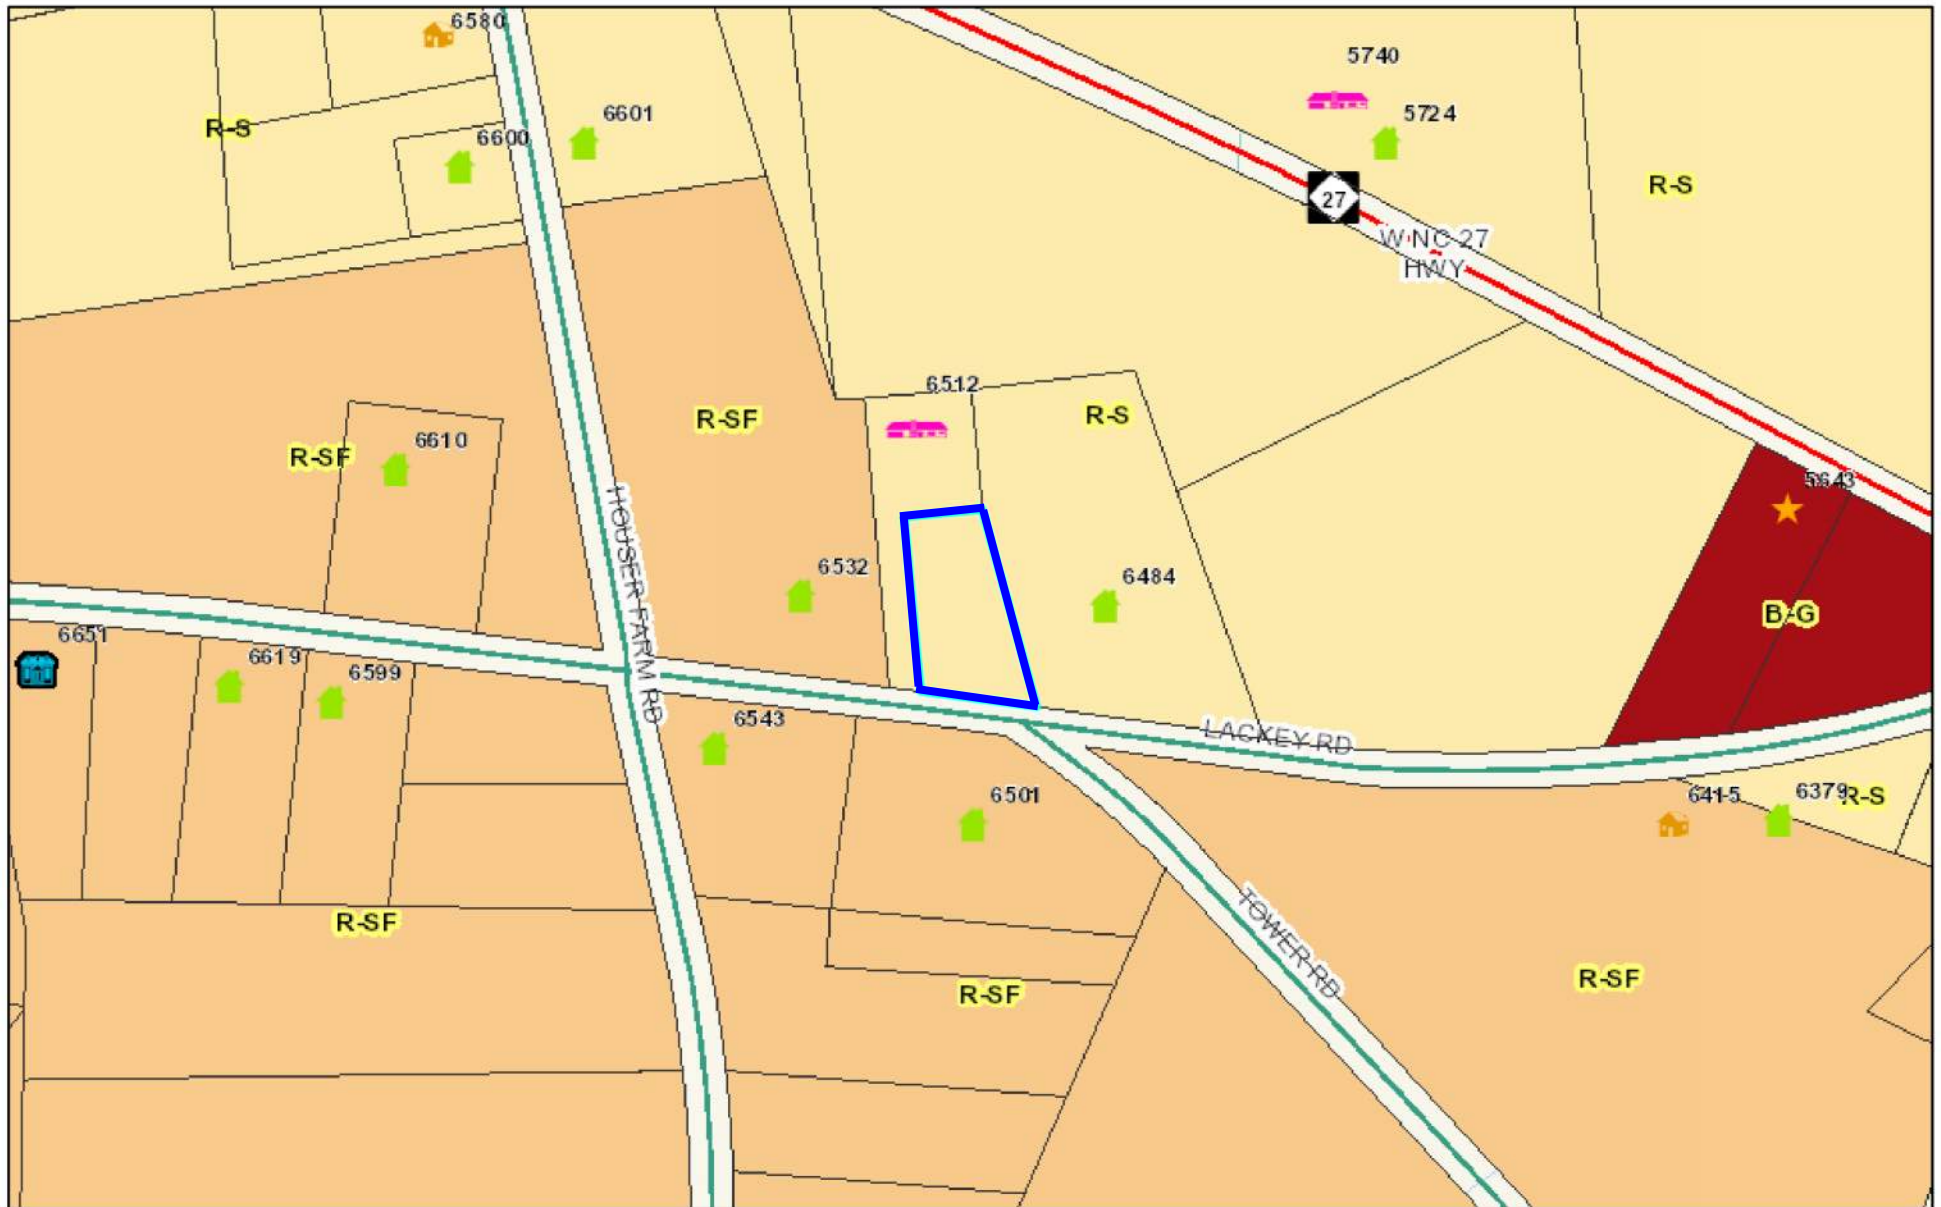 6580
5740
6601
5724
R-S
6600
R-S
27
W NC 27
HWY
6512
R-SF
R-S
6610
R-SF
5643
HOUSER FARM RD
6532
6484
B-G
6651
6619
6599
6543
LACKEY RD
6501
6415
6379
R-S
TOWER RD
R-SF
R-SF
R-SF